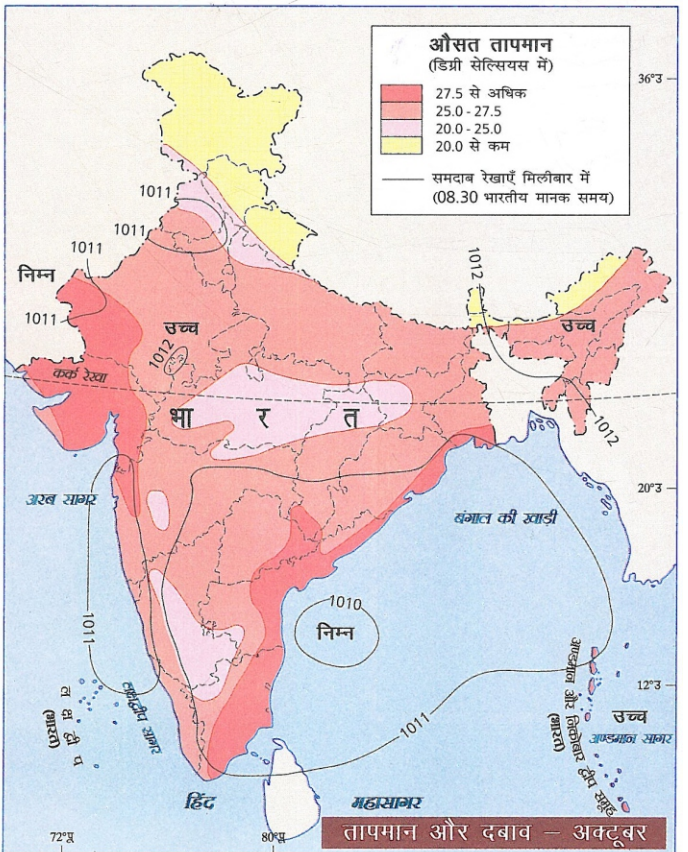 औसत तापमान
(डिग्री सेल्सियस में)
27.5 से अधिक
25.0 - 27.5
20.0 - 25.0
20.0 से कम
समदाब रेखाएँ मिलीबार में
(08.30 भारतीय मानक समय)
36°उ
1011
1011
1011
निम्न
1011
1012
उच्च
उच्च
1012
कर्क रेखा
भारत
1012
अरब सागर
20°उ
बंगाल की खाड़ी
1010
निम्न
1011
12°उ
लक्षद्वीप
(भारत)
लक्षद्वीप सागर
1011
अण्डमान और निकोबार द्वीप समूह
(भारत)
उच्च
अण्डमान सागर
हिंद महासागर
72°पू
80°पू
तापमान और दबाव – अक्टूबर